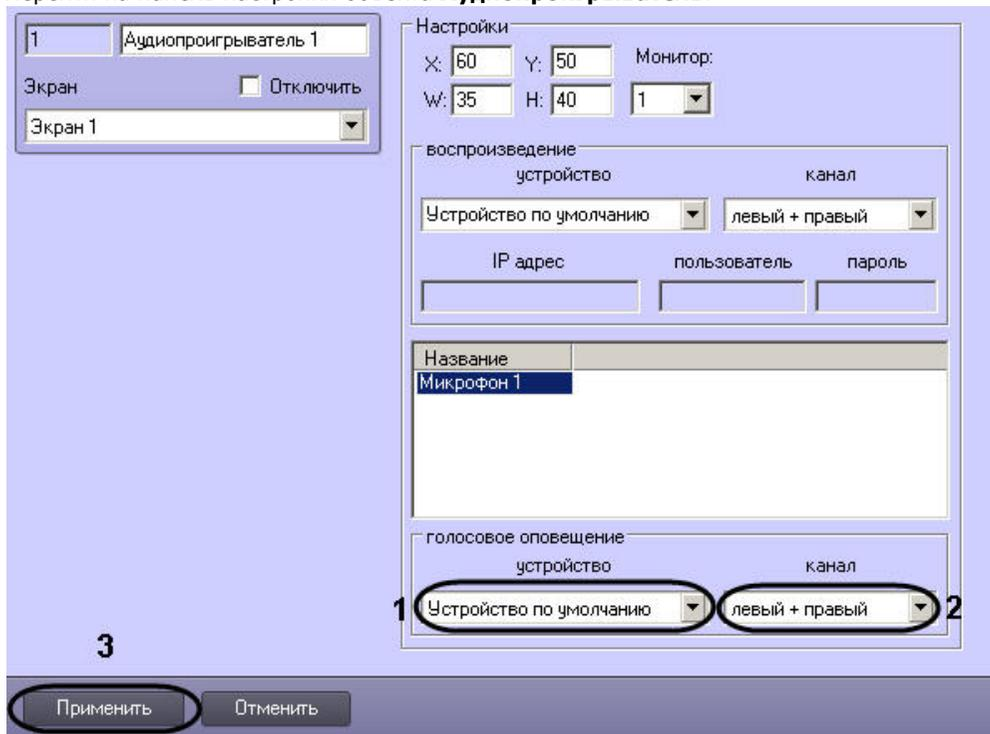 1 Аудиопроигрыватель 1
Экран Отключить
Экран 1
Настройки
X: 60 Y: 50 Монитор:
W: 35 H: 40 1
воспроизведение
устройство канал
Устройство по умолчанию левый + правый
IP адрес пользователь пароль
Название
Микрофон 1
голосовое оповещение
устройство канал
1 Устройство по умолчанию левый + правый 2
3
Применить Отменить